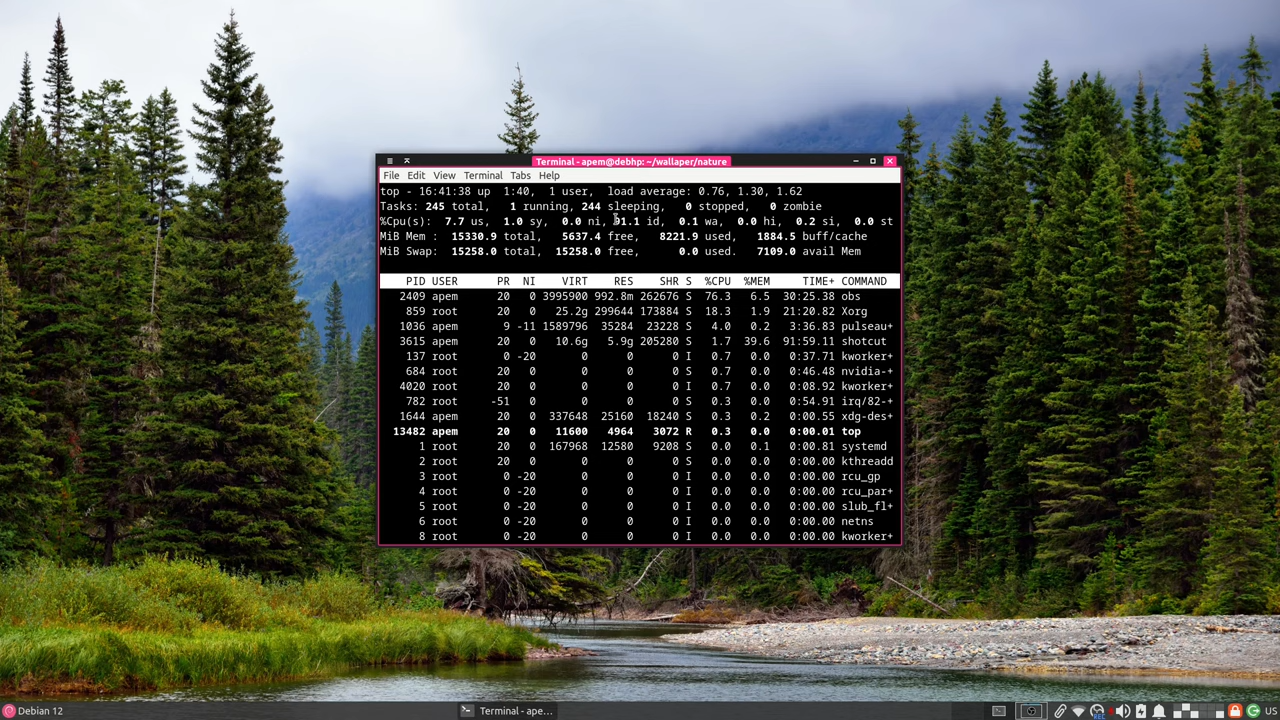 Terminal - apem@debhp: ~/wallaper/nature
File Edit View Terminal Tabs Help
top - 16:41:38 up  1:40,  1 user,  load average: 0.76, 1.30, 1.62
Tasks: 245 total,   1 running, 244 sleeping,   0 stopped,   0 zombie
%Cpu(s):  7.7 us,  1.0 sy,  0.0 ni, 91.1 id,  0.1 wa,  0.0 hi,  0.2 si,  0.0 st
MiB Mem :  15330.9 total,   5637.4 free,   8221.9 used,   1884.5 buff/cache
MiB Swap:  15258.0 total,  15258.0 free,      0.0 used.   7109.0 avail Mem
PID USER PR NI VIRT RES SHR S %CPU %MEM TIME+ COMMAND
2409 apem 20 0 3995900 992.8m 262676 S 76.3 6.5 30:25.38 obs
859 root 20 0 25.2g 299644 173884 S 18.3 1.9 21:20.82 Xorg
1036 apem 9 -11 1589796 35284 23228 S 4.0 0.2 3:36.83 pulseau+
3615 apem 20 0 10.6g 5.9g 205280 S 1.7 39.6 91:59.11 shotcut
137 root 0 -20 0 0 0 I 0.7 0.0 0:37.71 kworker+
684 root 20 0 0 0 0 S 0.7 0.0 0:46.48 nvidia-+
4020 root 20 0 0 0 0 I 0.7 0.0 0:08.92 kworker+
782 root -51 0 0 0 0 S 0.3 0.0 0:54.91 irq/82-+
1644 apem 20 0 337648 25160 18240 S 0.3 0.2 0:00.55 xdg-des+
13482 apem 20 0 11600 4964 3072 R 0.3 0.0 0:00.01 top
1 root 20 0 167968 12580 9208 S 0.0 0.1 0:00.81 systemd
2 root 20 0 0 0 0 S 0.0 0.0 0:00.00 kthreadd
3 root 0 -20 0 0 0 I 0.0 0.0 0:00.00 rcu_gp
4 root 0 -20 0 0 0 I 0.0 0.0 0:00.00 rcu_par+
5 root 0 -20 0 0 0 I 0.0 0.0 0:00.00 slub_fl+
6 root 0 -20 0 0 0 I 0.0 0.0 0:00.00 netns
8 root 0 -20 0 0 0 I 0.0 0.0 0:00.00 kworker+
Debian 12 Terminal - ape... US